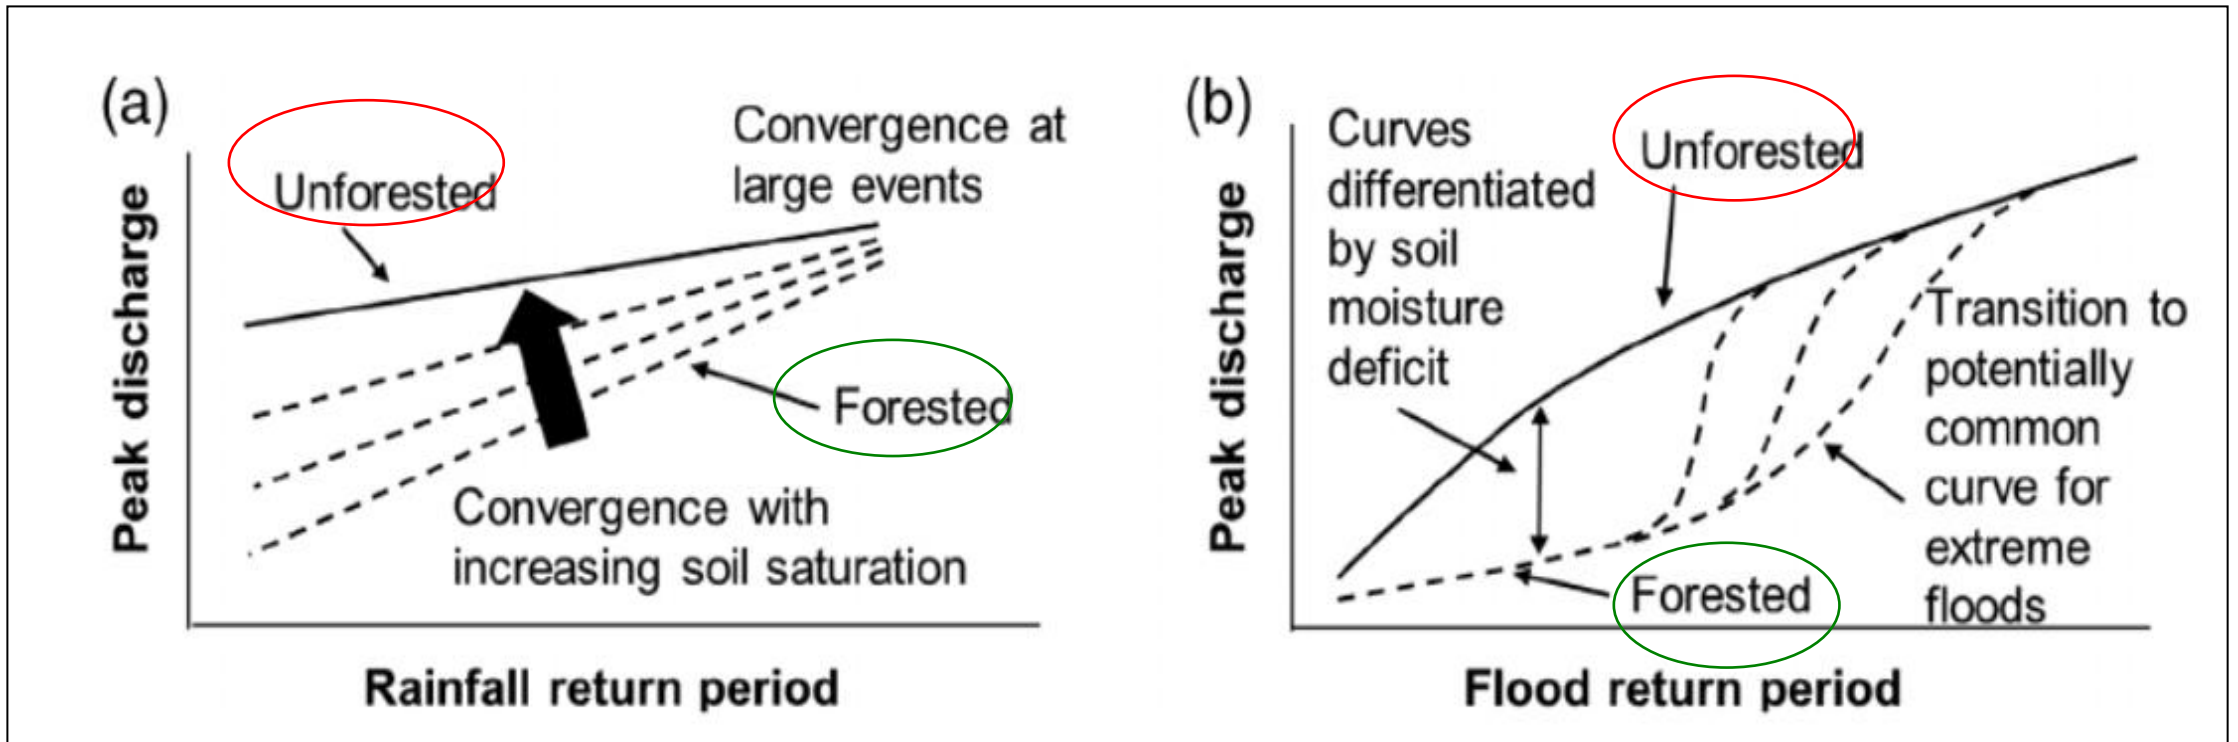 (a)
Unforested
Convergence at
large events
Peak discharge
Forested
Convergence with
increasing soil saturation
Rainfall return period
(b)
Curves
differentiated
by soil
moisture
deficit
Unforested
Peak discharge
Transition to
potentially
common
curve for
extreme
floods
Forested
Flood return period